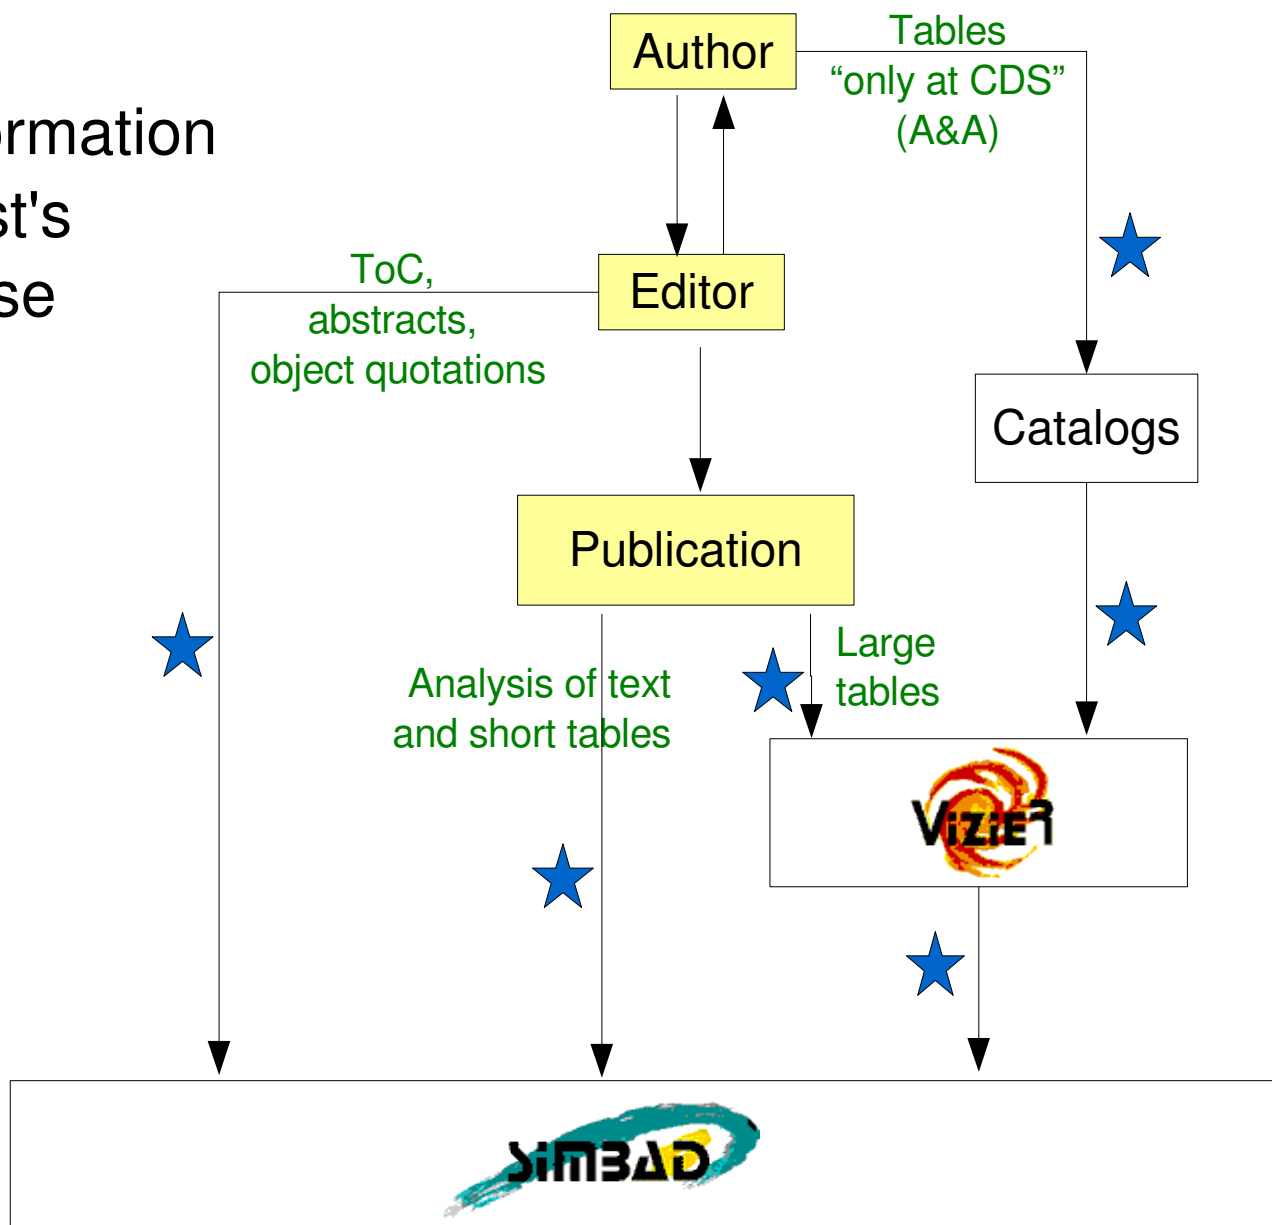 Author
Tables
“only at CDS”
(A&A)
ormation
st's
se
ToC,
abstracts,
object quotations
Editor
Catalogs
Publication
Large
tables
Analysis of text
and short tables
VizieR
SIMBAD